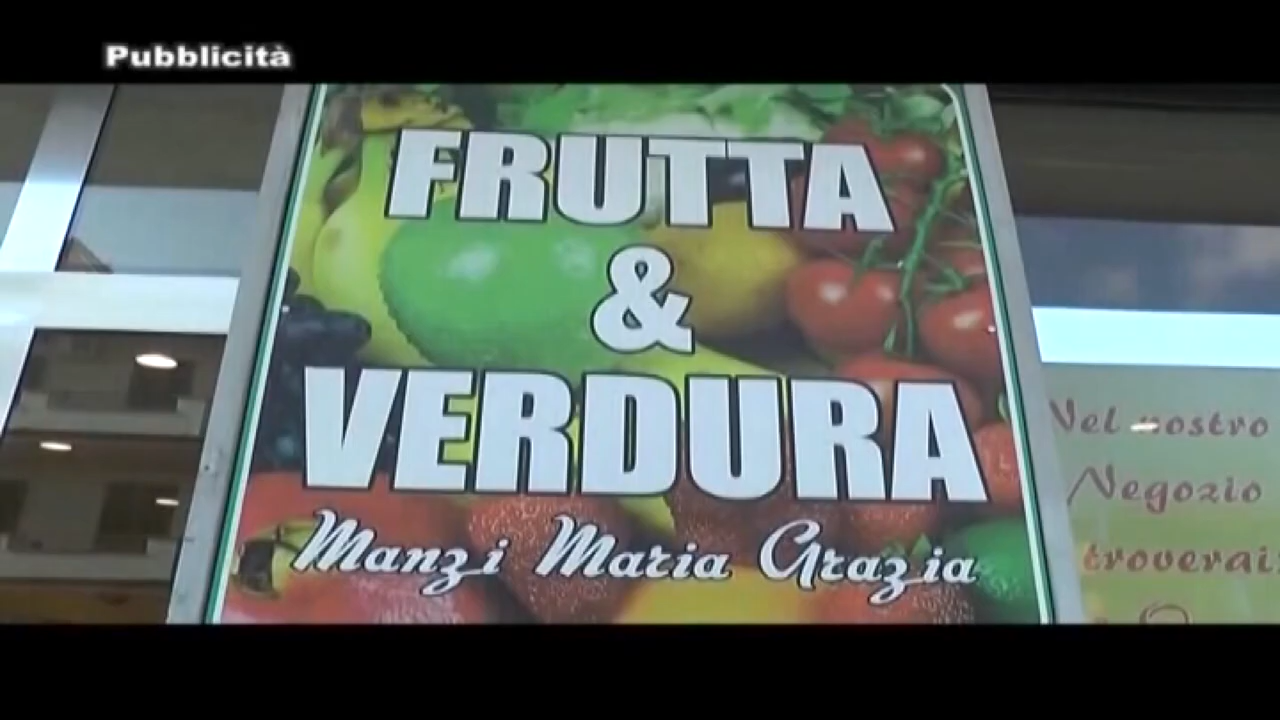 Pubblicità
FRUTTA
&
VERDURA
Manzi Maria Grazia
Nel nostro
Negozio
troverai